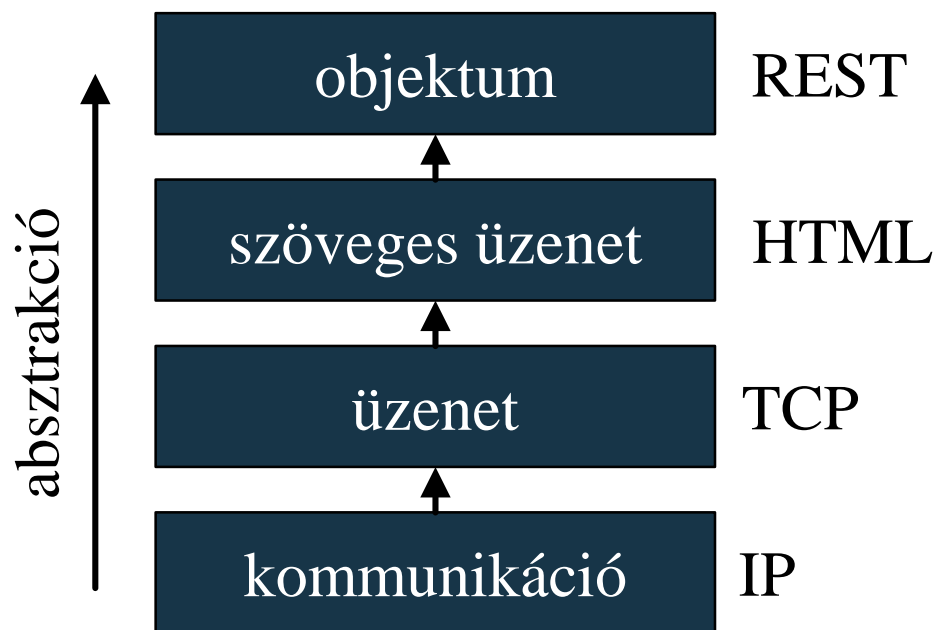 objektum
REST
szöveges üzenet
HTML
üzenet
TCP
kommunikáció
IP
absztrakció